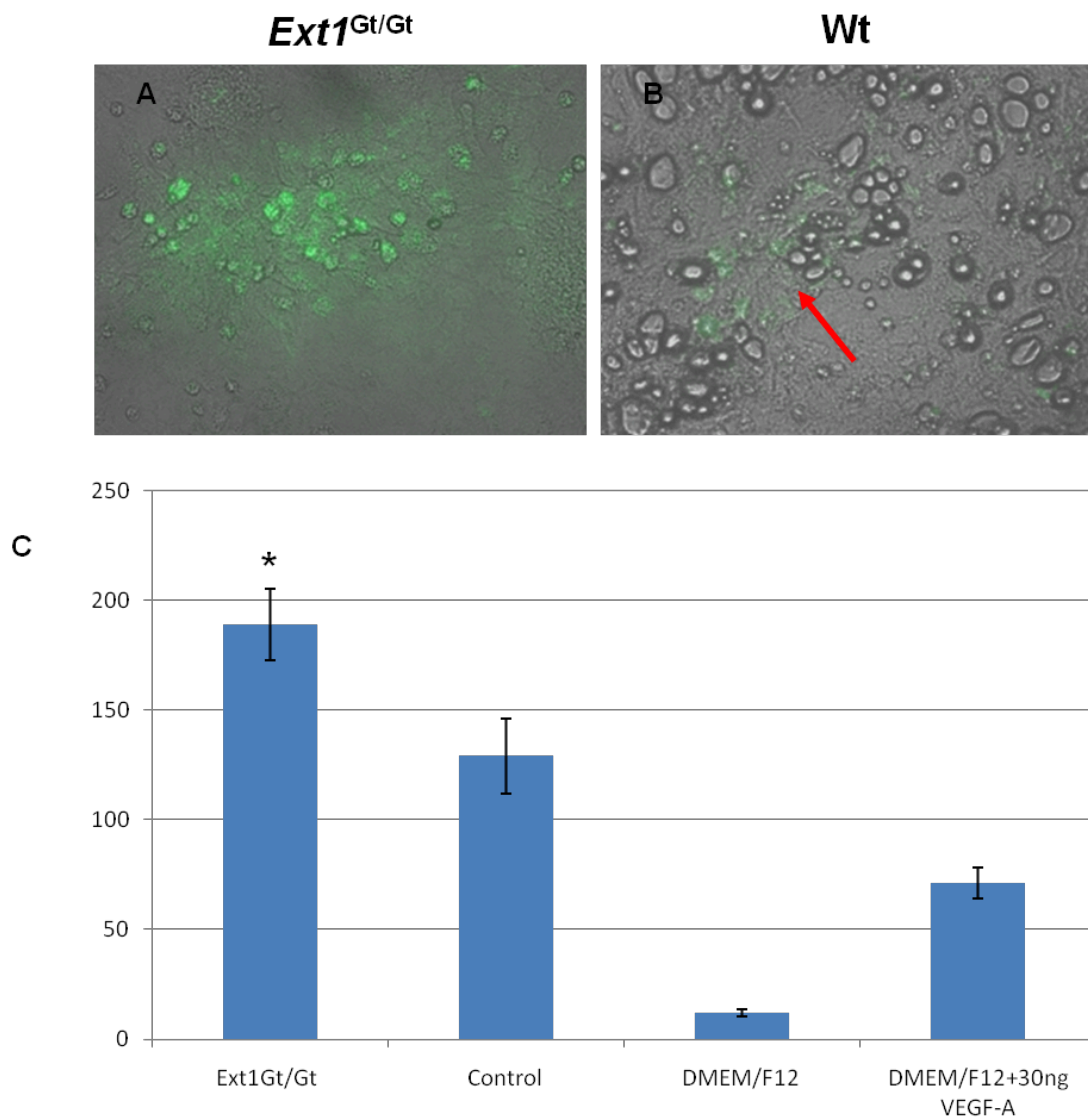 Ext1Gt/Gt
Wt
A
B
C
250
200
150
100
50
0
*
Ext1Gt/Gt
Control
DMEM/F12
DMEM/F12+30ng
VEGF-A